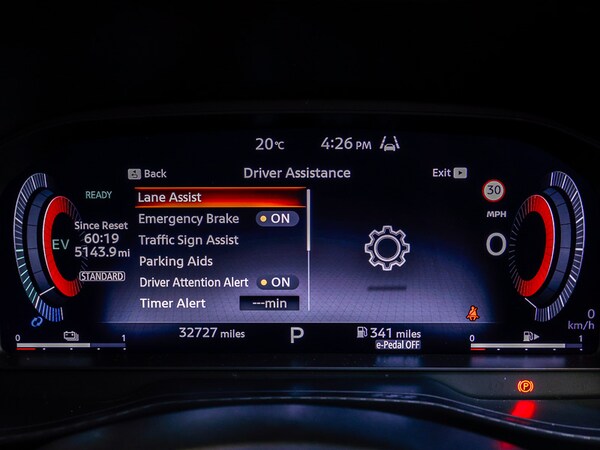 20°C 4:26 PM
Back Driver Assistance Exit
READY
Lane Assist
30
Emergency Brake ON
MPH
Since Reset
60:19
5143.9 mi
Traffic Sign Assist
EV
0
Parking Aids
STANDARD
Driver Attention Alert ON
Timer Alert ---min
0
km/h
32727 miles P 341 miles
e-Pedal OFF
0 1 0 1
P